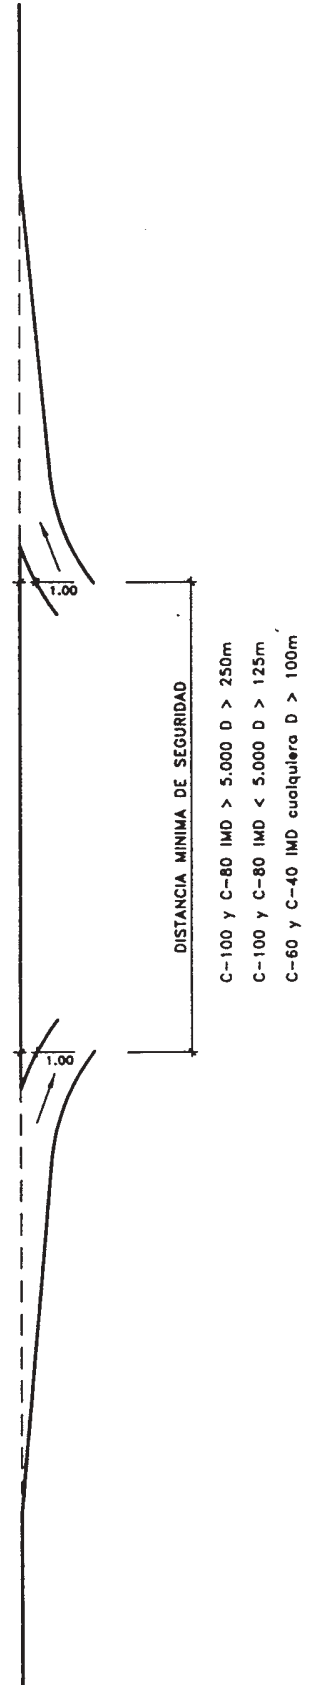 1.00
1.00
DISTANCIA MINIMA DE SEGURIDAD
C-100 y C-80 IMD > 5.000 D > 250m
C-100 y C-80 IMD < 5.000 D > 125m
C-60 y C-40 IMD cualquiera D > 100m